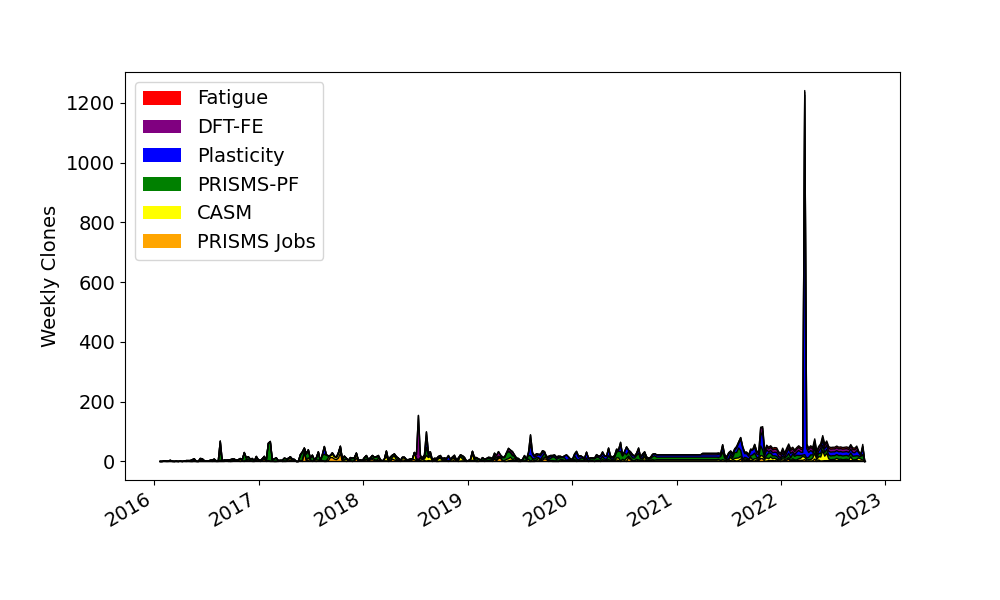 Weekly Clones
1200
1000
800
600
400
200
0
Fatigue
DFT-FE
Plasticity
PRISMS-PF
CASM
PRISMS Jobs
2016
2017
2018
2019
2020
2021
2022
2023